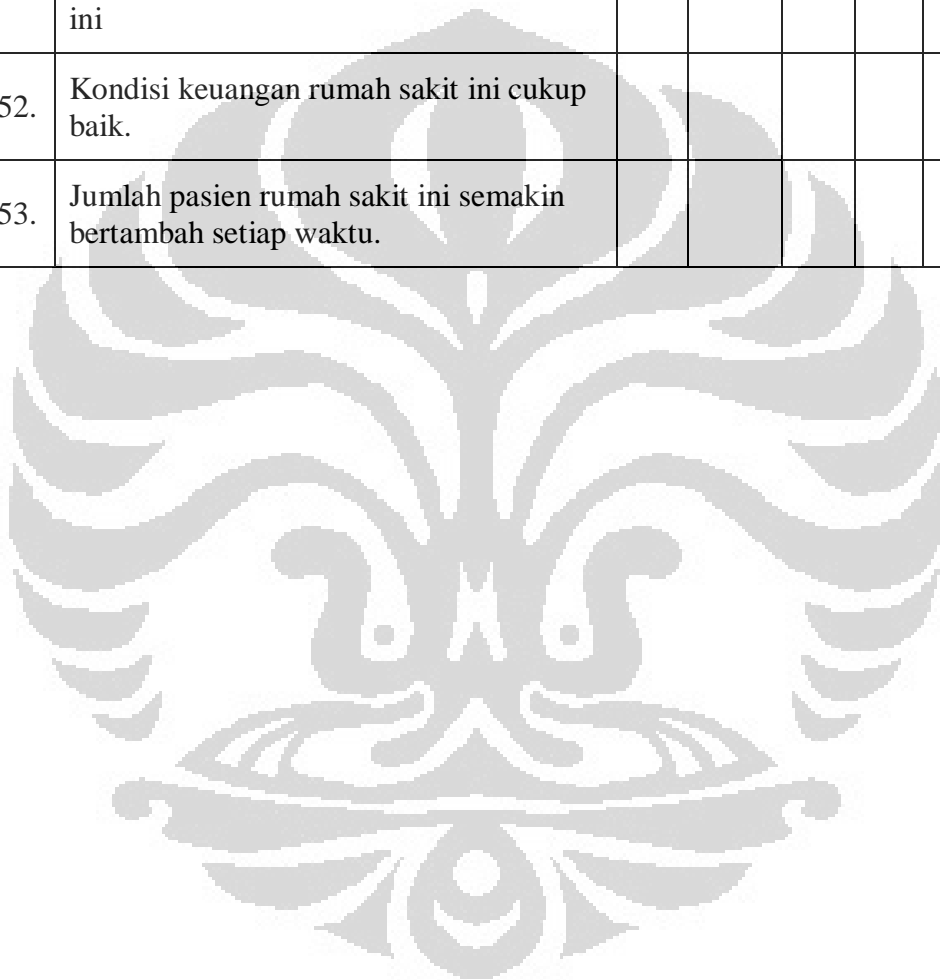 ini
52.
Kondisi keuangan rumah sakit ini cukup
baik.
53.
Jumlah pasien rumah sakit ini semakin
bertambah setiap waktu.